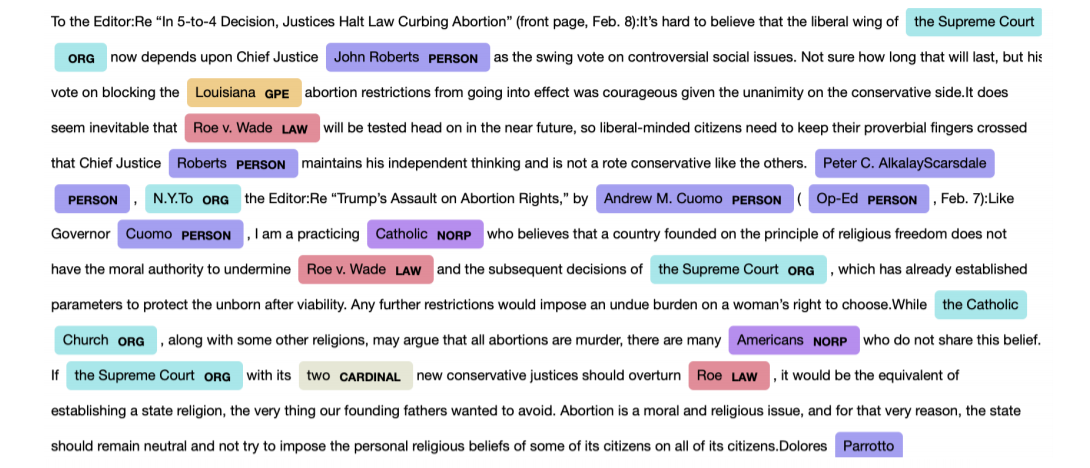 To the Editor:Re “In 5-to-4 Decision, Justices Halt Law Curbing Abortion” (front page, Feb. 8):It’s hard to believe that the liberal wing of the Supreme Court
ORG now depends upon Chief Justice John Roberts PERSON as the swing vote on controversial social issues. Not sure how long that will last, but his
vote on blocking the Louisiana GPE abortion restrictions from going into effect was courageous given the unanimity on the conservative side.It does
seem inevitable that Roe v. Wade LAW will be tested head on in the near future, so liberal-minded citizens need to keep their proverbial fingers crossed
that Chief Justice Roberts PERSON maintains his independent thinking and is not a rote conservative like the others. Peter C. AlkalayScarsdale
PERSON , N.Y.To ORG the Editor:Re “Trump’s Assault on Abortion Rights,” by Andrew M. Cuomo PERSON ( Op-Ed PERSON , Feb. 7):Like
Governor Cuomo PERSON , I am a practicing Catholic NORP who believes that a country founded on the principle of religious freedom does not
have the moral authority to undermine Roe v. Wade LAW and the subsequent decisions of the Supreme Court ORG , which has already established
parameters to protect the unborn after viability. Any further restrictions would impose an undue burden on a woman’s right to choose.While the Catholic
Church ORG , along with some other religions, may argue that all abortions are murder, there are many Americans NORP who do not share this belief.
If the Supreme Court ORG with its two CARDINAL new conservative justices should overturn Roe LAW , it would be the equivalent of
establishing a state religion, the very thing our founding fathers wanted to avoid. Abortion is a moral and religious issue, and for that very reason, the state
should remain neutral and not try to impose the personal religious beliefs of some of its citizens on all of its citizens.Dolores Parrotto